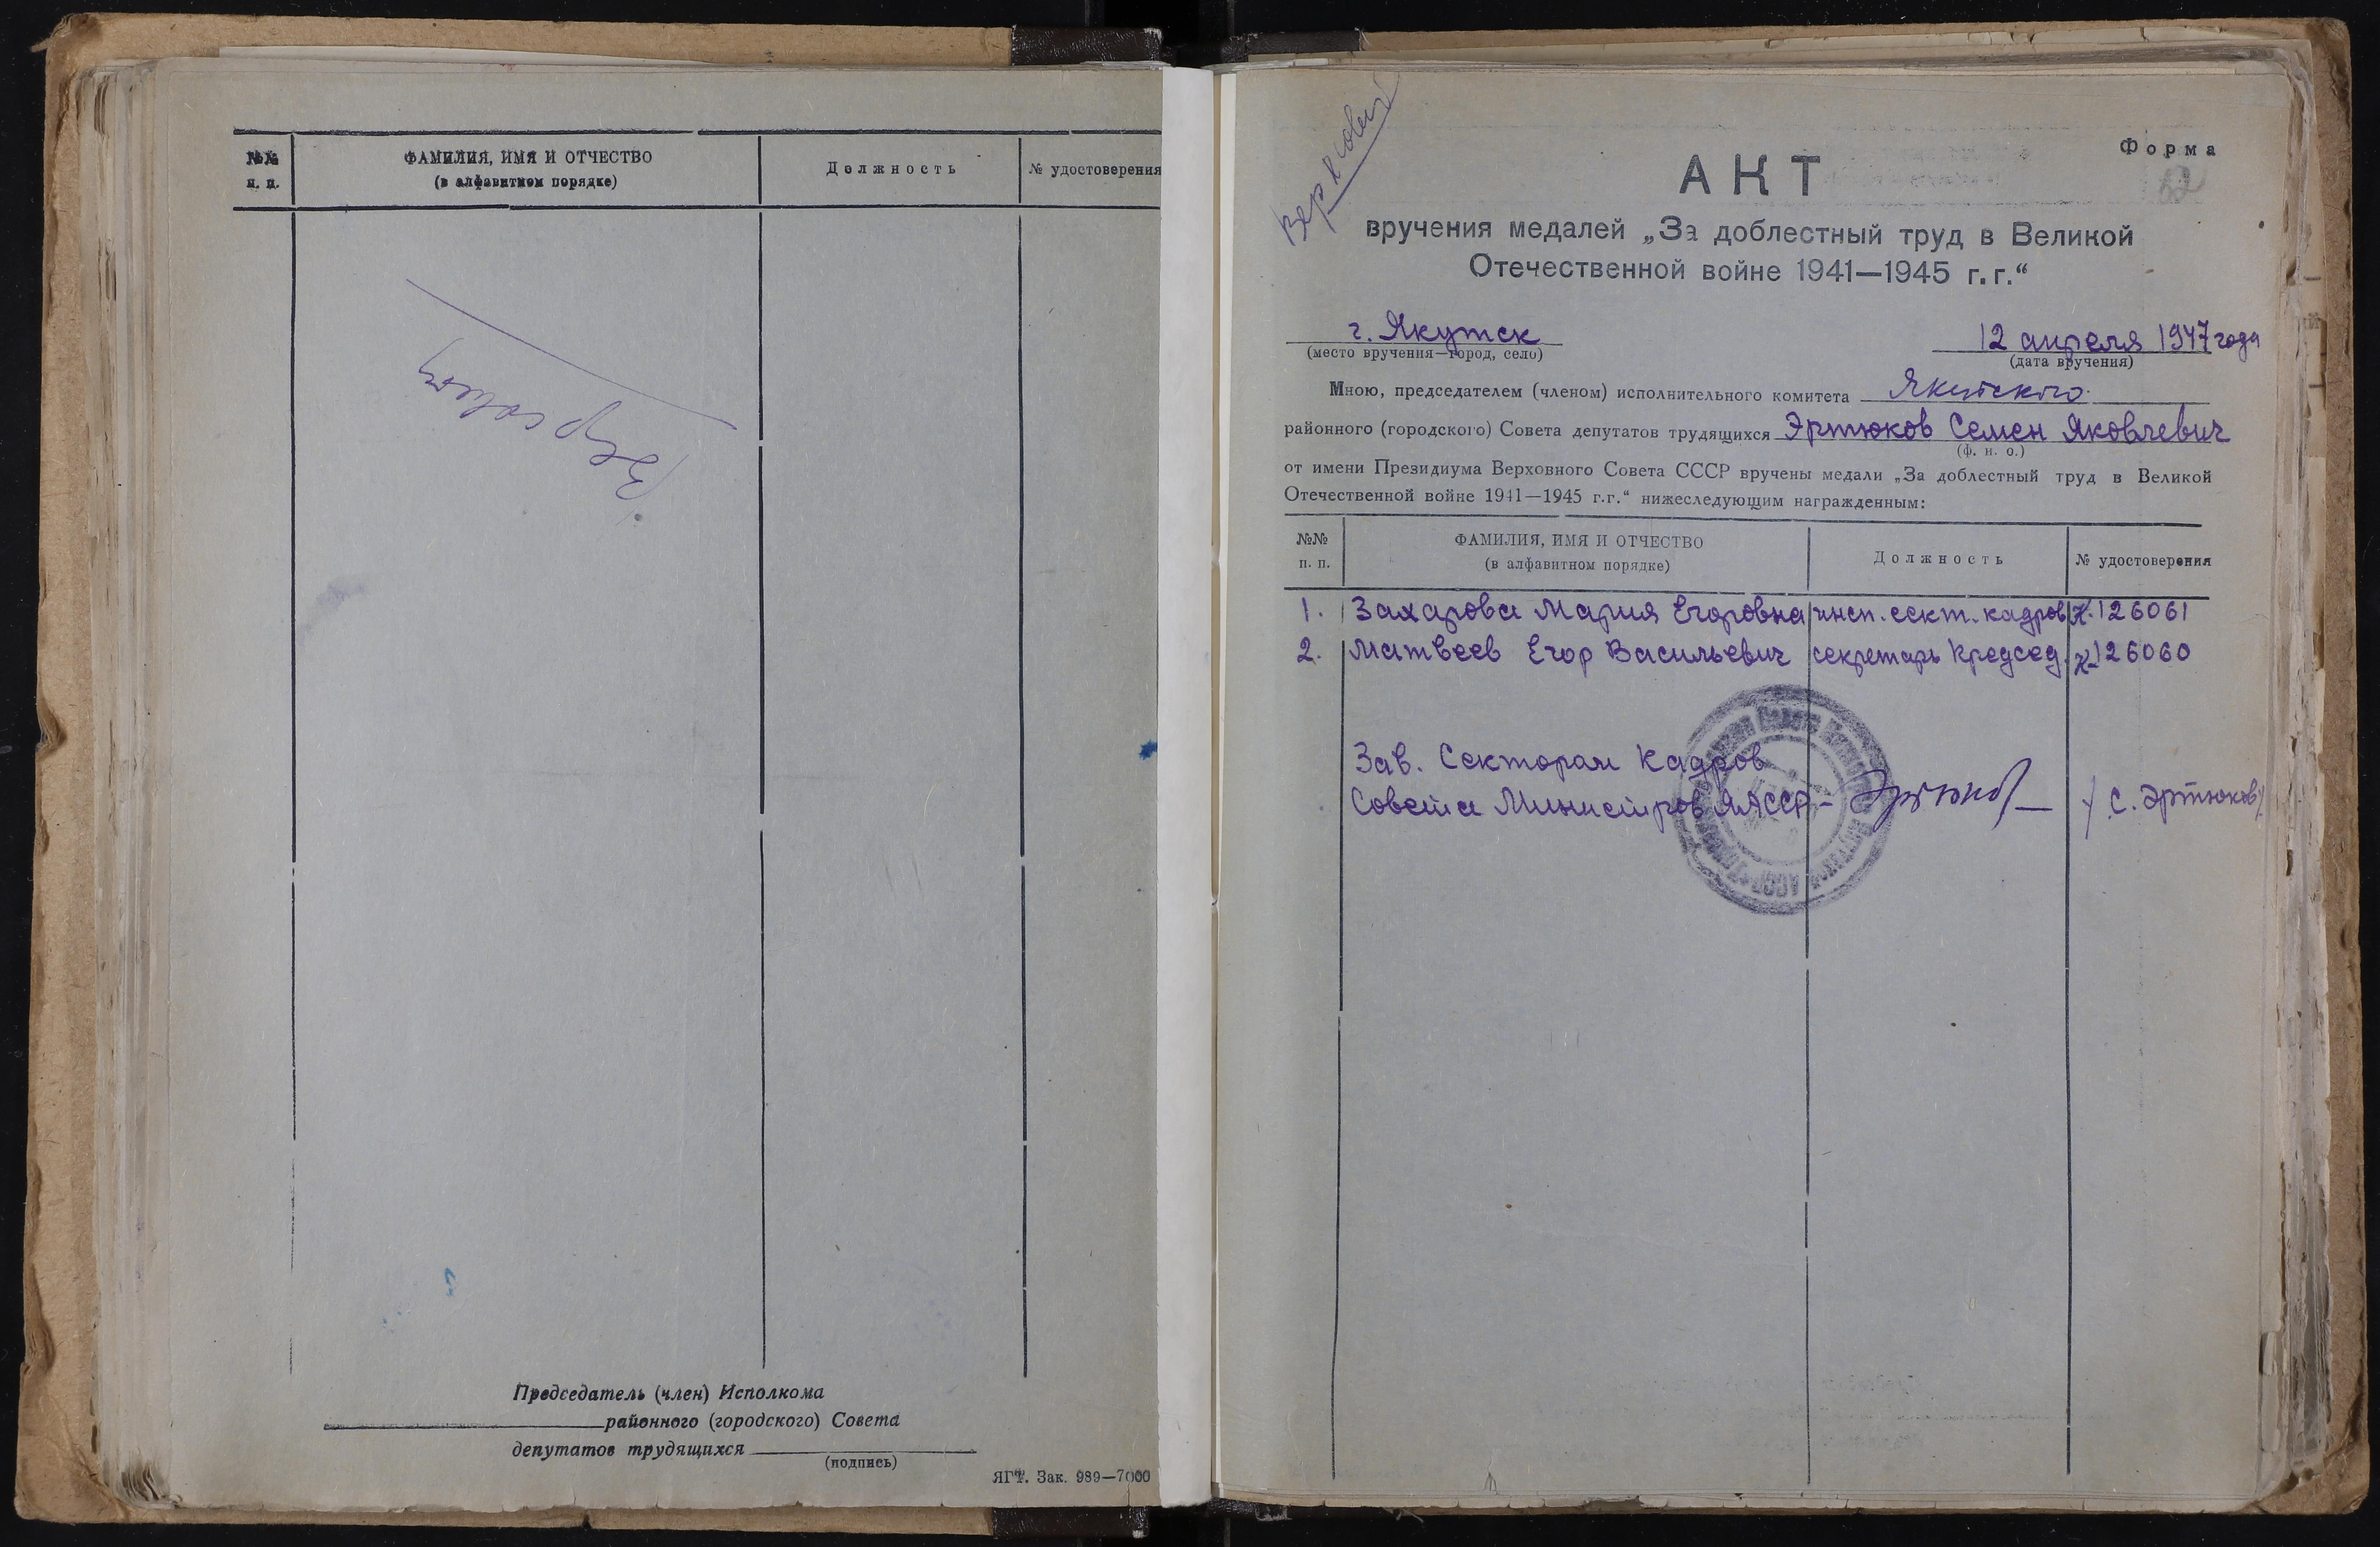 №№
п. п.
ФАМИЛИЯ, ИМЯ И ОТЧЕСТВО
(в алфавитном порядке)
Должность
№ удостоверения
Председатель (член) Исполкома
районного (городского) Совета
депутатов трудящихся
(подпись)
ЯГТ. Зак. 989—7000
Верх совет
Форма
АКТ
вручения медалей „За доблестный труд в Великой
Отечественной войне 1941—1945 г.г.“
г. Якутск
(место вручения—город, село)
12 апреля 1947 года
(дата вручения)
Мною, председателем (членом) исполнительного комитета Якутского
районного (городского) Совета депутатов трудящихся Эртюков Семен Яковлевич
(ф. и. о.)
от имени Президиума Верховного Совета СССР вручены медали „За доблестный труд в Великой
Отечественной войне 1941—1945 г.г.“ нижеследующим награжденным:
№№
п. п.
ФАМИЛИЯ, ИМЯ И ОТЧЕСТВО
(в алфавитном порядке)
Должность
№ удостоверения
1. Захарова Мария Егоровна инсп. сект. кадров Х. 126061
2. Матвеев Егор Васильевич секретарь председ. Х-126060
Зав. Сектором Кадров
Совета Министров ЯАССР - Эртюков / С. Эртюков /